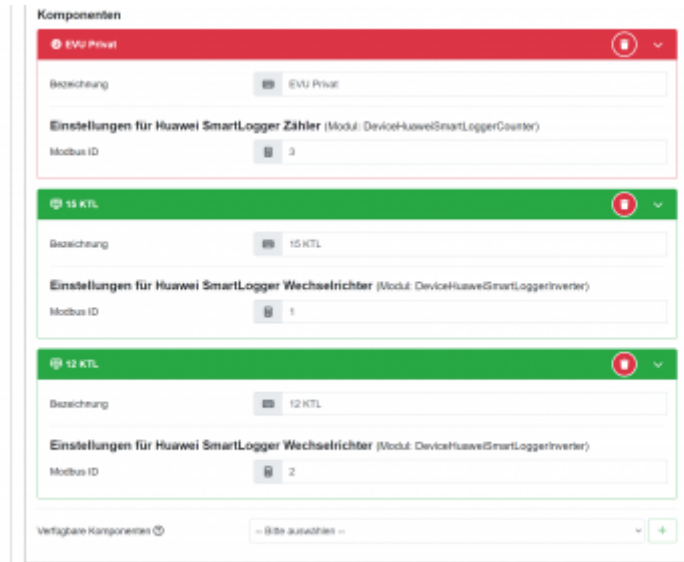 Komponenten
EVU Privat
Bezeichnung EVU Privat
Einstellungen für Huawei SmartLogger Zähler (Modul: DeviceHuaweiSmartLoggerCounter)
Modbus ID 3
15 KTL
Bezeichnung 15 KTL
Einstellungen für Huawei SmartLogger Wechselrichter (Modul: DeviceHuaweiSmartLoggerInverter)
Modbus ID 1
12 KTL
Bezeichnung 12 KTL
Einstellungen für Huawei SmartLogger Wechselrichter (Modul: DeviceHuaweiSmartLoggerInverter)
Modbus ID 2
Verfügbare Komponenten -- Bitte auswählen --